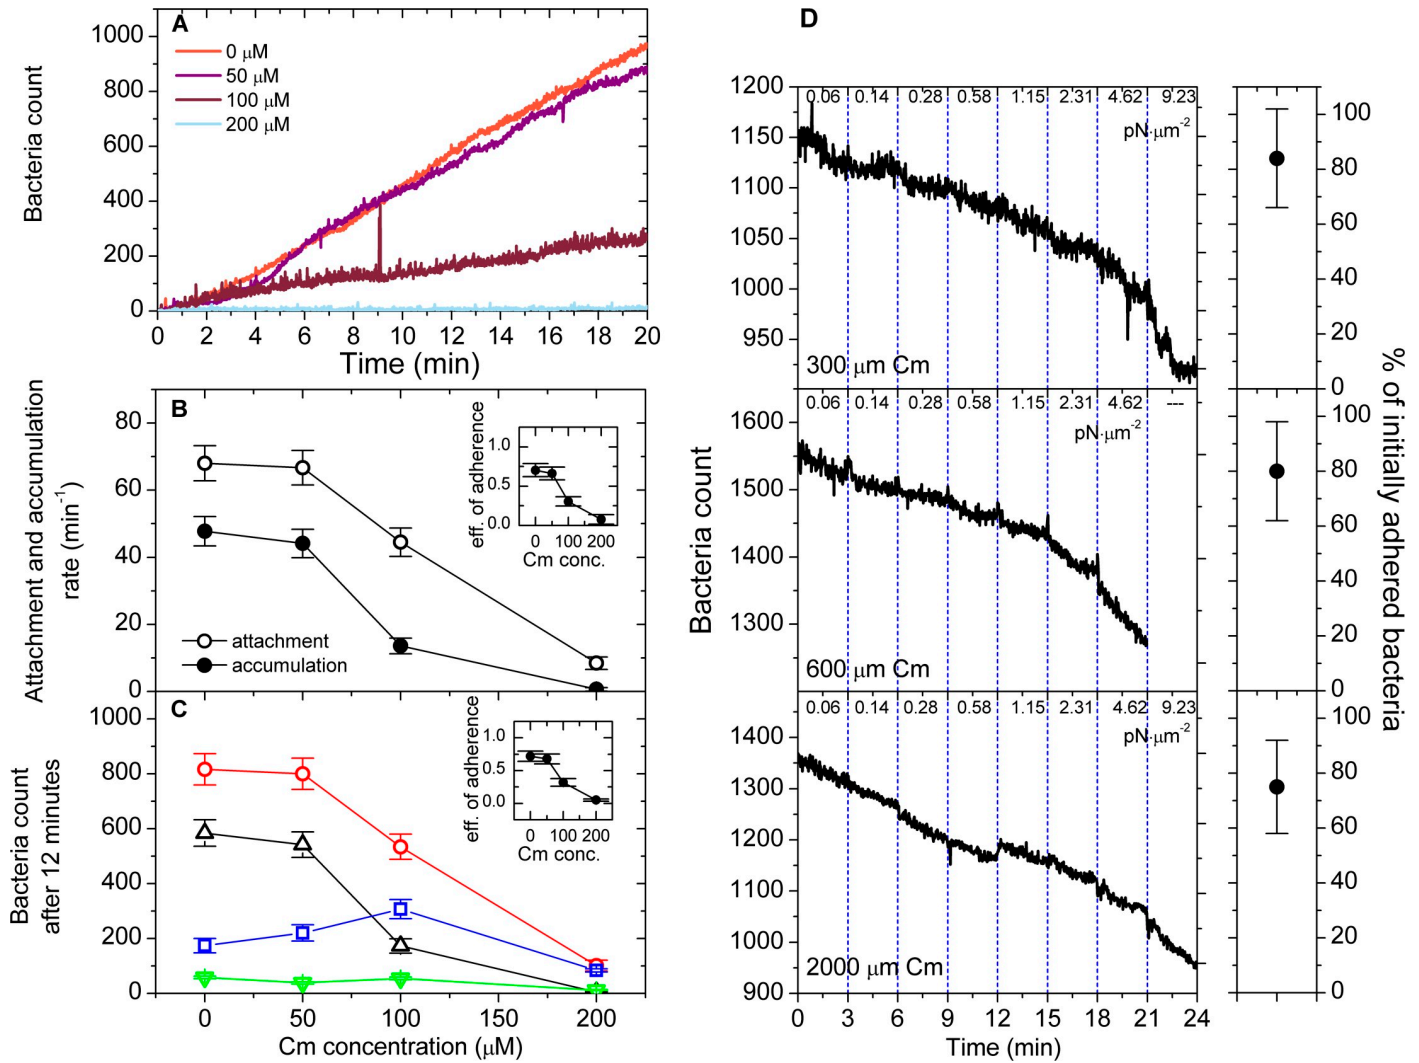 A
Bacteria count
1000
800
600
400
200
0
0 μM
50 μM
100 μM
200 μM
0 2 4 6 8 10 12 14 16 18 20
Time (min)
B
Attachment and accumulation
rate (min-1)
80
60
40
20
0
attachment
accumulation
eff. of adherence
1.0
0.5
0.0
0 100 200
Cm conc.
C
Bacteria count
after 12 minutes
1000
800
600
400
200
0
eff. of adherence
1.0
0.5
0.0
0 100 200
Cm conc.
0 50 100 150 200
Cm concentration (μM)
D
Bacteria count
1200
1150
1100
1050
1000
950
0.06 0.14 0.28 0.58 1.15 2.31 4.62 9.23
pN·μm-2
300 μm Cm
100
80
60
40
20
0
1600
1500
1400
1300
0.06 0.14 0.28 0.58 1.15 2.31 4.62 ---
pN·μm-2
600 μm Cm
100
80
60
40
20
0
1400
1300
1200
1100
1000
900
0.06 0.14 0.28 0.58 1.15 2.31 4.62 9.23
pN·μm-2
2000 μm Cm
100
80
60
40
20
0
0 3 6 9 12 15 18 21 24
Time (min)
% of initially adhered bacteria